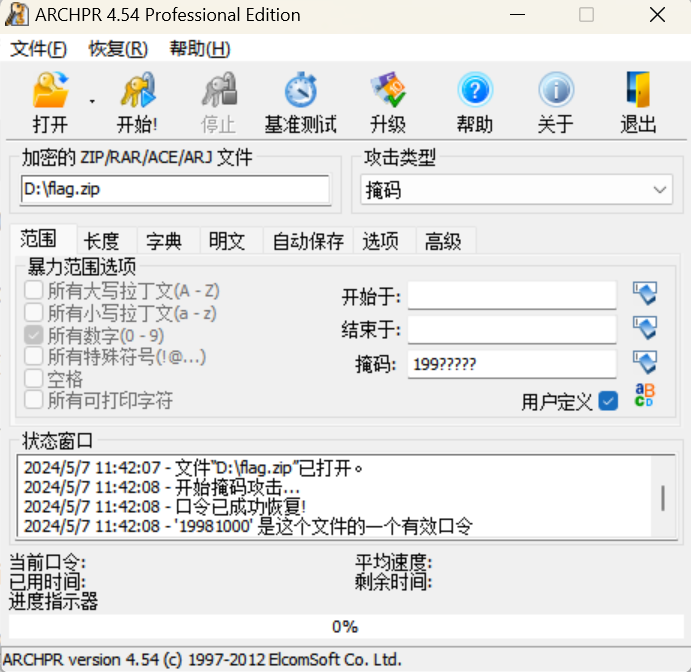 ARCHPR 4.54 Professional Edition
文件(F) 恢复(R) 帮助(H)
打开 开始! 停止 基准测试 升级 帮助 关于 退出
加密的 ZIP/RAR/ACE/ARJ 文件
D:\flag.zip
攻击类型
掩码
范围 长度 字典 明文 自动保存 选项 高级
暴力范围选项
所有大写拉丁文(A - Z)
所有小写拉丁文(a - z)
所有数字(0 - 9)
所有特殊符号(!@...)
空格
所有可打印字符
开始于:
结束于:
掩码: 199?????
用户定义
状态窗口
2024/5/7 11:42:07 - 文件“D:\flag.zip”已打开。
2024/5/7 11:42:08 - 开始掩码攻击...
2024/5/7 11:42:08 - 口令已成功恢复!
2024/5/7 11:42:08 - '19981000' 是这个文件的一个有效口令
当前口令: 平均速度:
已用时间: 剩余时间:
进度指示器
0%
ARCHPR version 4.54 (c) 1997-2012 ElcomSoft Co. Ltd.